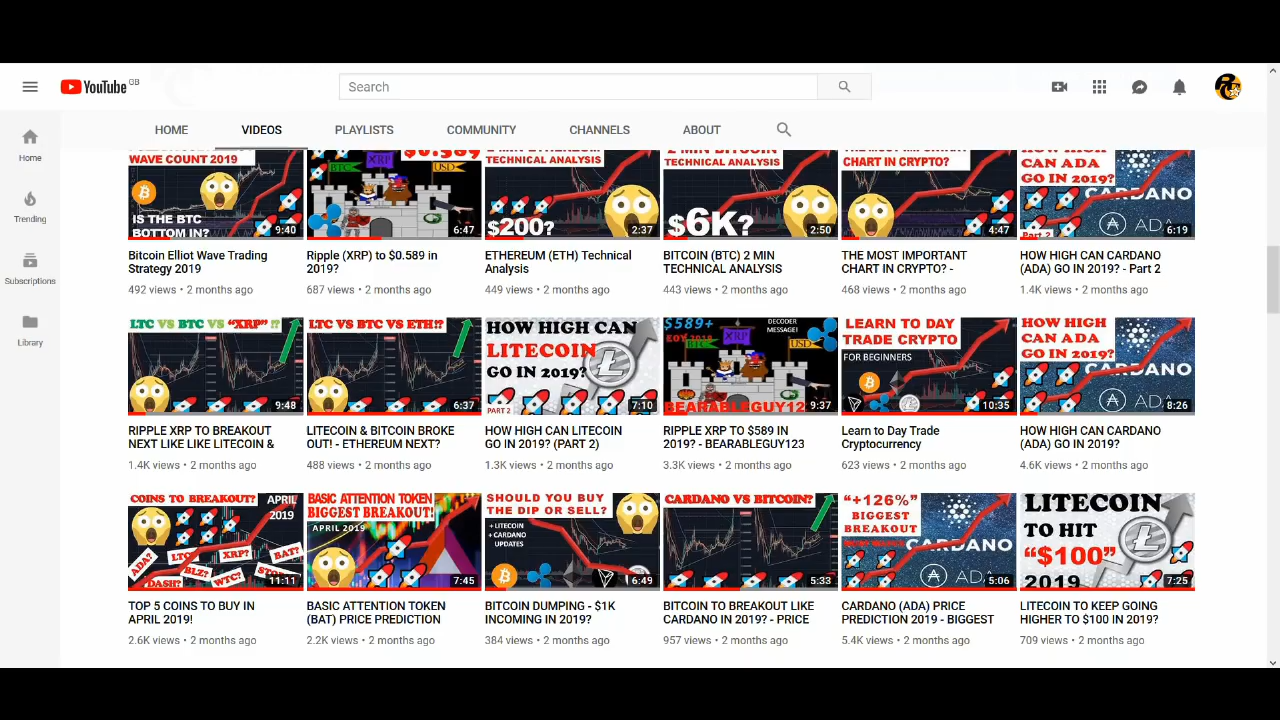 YouTube GB
Search
HOME VIDEOS PLAYLISTS COMMUNITY CHANNELS ABOUT
Home
Trending
Subscriptions
Library
WAVE COUNT 2019
IS THE BTC
BOTTOM IN?
9:40
Bitcoin Elliot Wave Trading
Strategy 2019
492 views • 2 months ago
$0.589
BTC
XRP
USD
6:47
Ripple (XRP) to $0.589 in
2019?
687 views • 2 months ago
2 MIN ETHEREUM
TECHNICAL ANALYSIS
$200?
2:37
ETHEREUM (ETH) Technical
Analysis
449 views • 2 months ago
2 MIN BITCOIN
TECHNICAL ANALYSIS
$6K?
2:50
BITCOIN (BTC) 2 MIN
TECHNICAL ANALYSIS
443 views • 2 months ago
CHART IN CRYPTO?
4:47
THE MOST IMPORTANT
CHART IN CRYPTO? -
468 views • 2 months ago
HOW HIGH
CAN ADA
GO IN 2019?
CARDANO
ADA
Part 2
6:19
HOW HIGH CAN CARDANO
(ADA) GO IN 2019? - Part 2
1.4K views • 2 months ago
LTC VS BTC VS “XRP” !?
9:48
RIPPLE XRP TO BREAKOUT
NEXT LIKE LIKE LITECOIN &
1.4K views • 2 months ago
LTC VS BTC VS ETH?!
6:37
LITECOIN & BITCOIN BROKE
OUT! - ETHEREUM NEXT?
488 views • 2 months ago
HOW HIGH CAN
LITECOIN
GO IN 2019?
PART 2
7:10
HOW HIGH CAN LITECOIN
GO IN 2019? (PART 2)
1.3K views • 2 months ago
$589+
EOY 2019
DECODER
MESSAGE!
BTC
XRP
USD
BEARABLEGUY12
9:37
RIPPLE XRP TO $589 IN
2019? - BEARABLEGUY123
3.3K views • 2 months ago
LEARN TO DAY
TRADE CRYPTO
FOR BEGINNERS
10:35
Learn to Day Trade
Cryptocurrency
623 views • 2 months ago
HOW HIGH
CAN ADA
GO IN 2019?
CARDANO
ADA
8:26
HOW HIGH CAN CARDANO
(ADA) GO IN 2019?
4.6K views • 2 months ago
COINS TO BREAKOUT?
APRIL
2019
ADA?
LTC
XRP?
BAT?
DASH?
BLZ?
WTC?
11:11
TOP 5 COINS TO BUY IN
APRIL 2019!
2.6K views • 2 months ago
BASIC ATTENTION TOKEN
BIGGEST BREAKOUT!
APRIL 2019
7:45
BASIC ATTENTION TOKEN
(BAT) PRICE PREDICTION
2.2K views • 2 months ago
SHOULD YOU BUY
THE DIP OR SELL?
+ LITECOIN
+ CARDANO
UPDATES
6:49
BITCOIN DUMPING - $1K
INCOMING IN 2019?
384 views • 2 months ago
CARDANO VS BITCOIN?
5:33
BITCOIN TO BREAKOUT LIKE
CARDANO IN 2019? - PRICE
957 views • 2 months ago
“+126%”
BIGGEST
BREAKOUT
CARDANO
ADA
5:06
CARDANO (ADA) PRICE
PREDICTION 2019 - BIGGEST
5.4K views • 2 months ago
LITECOIN
TO HIT
“$100”
2019
7:25
LITECOIN TO KEEP GOING
HIGHER TO $100 IN 2019?
709 views • 2 months ago